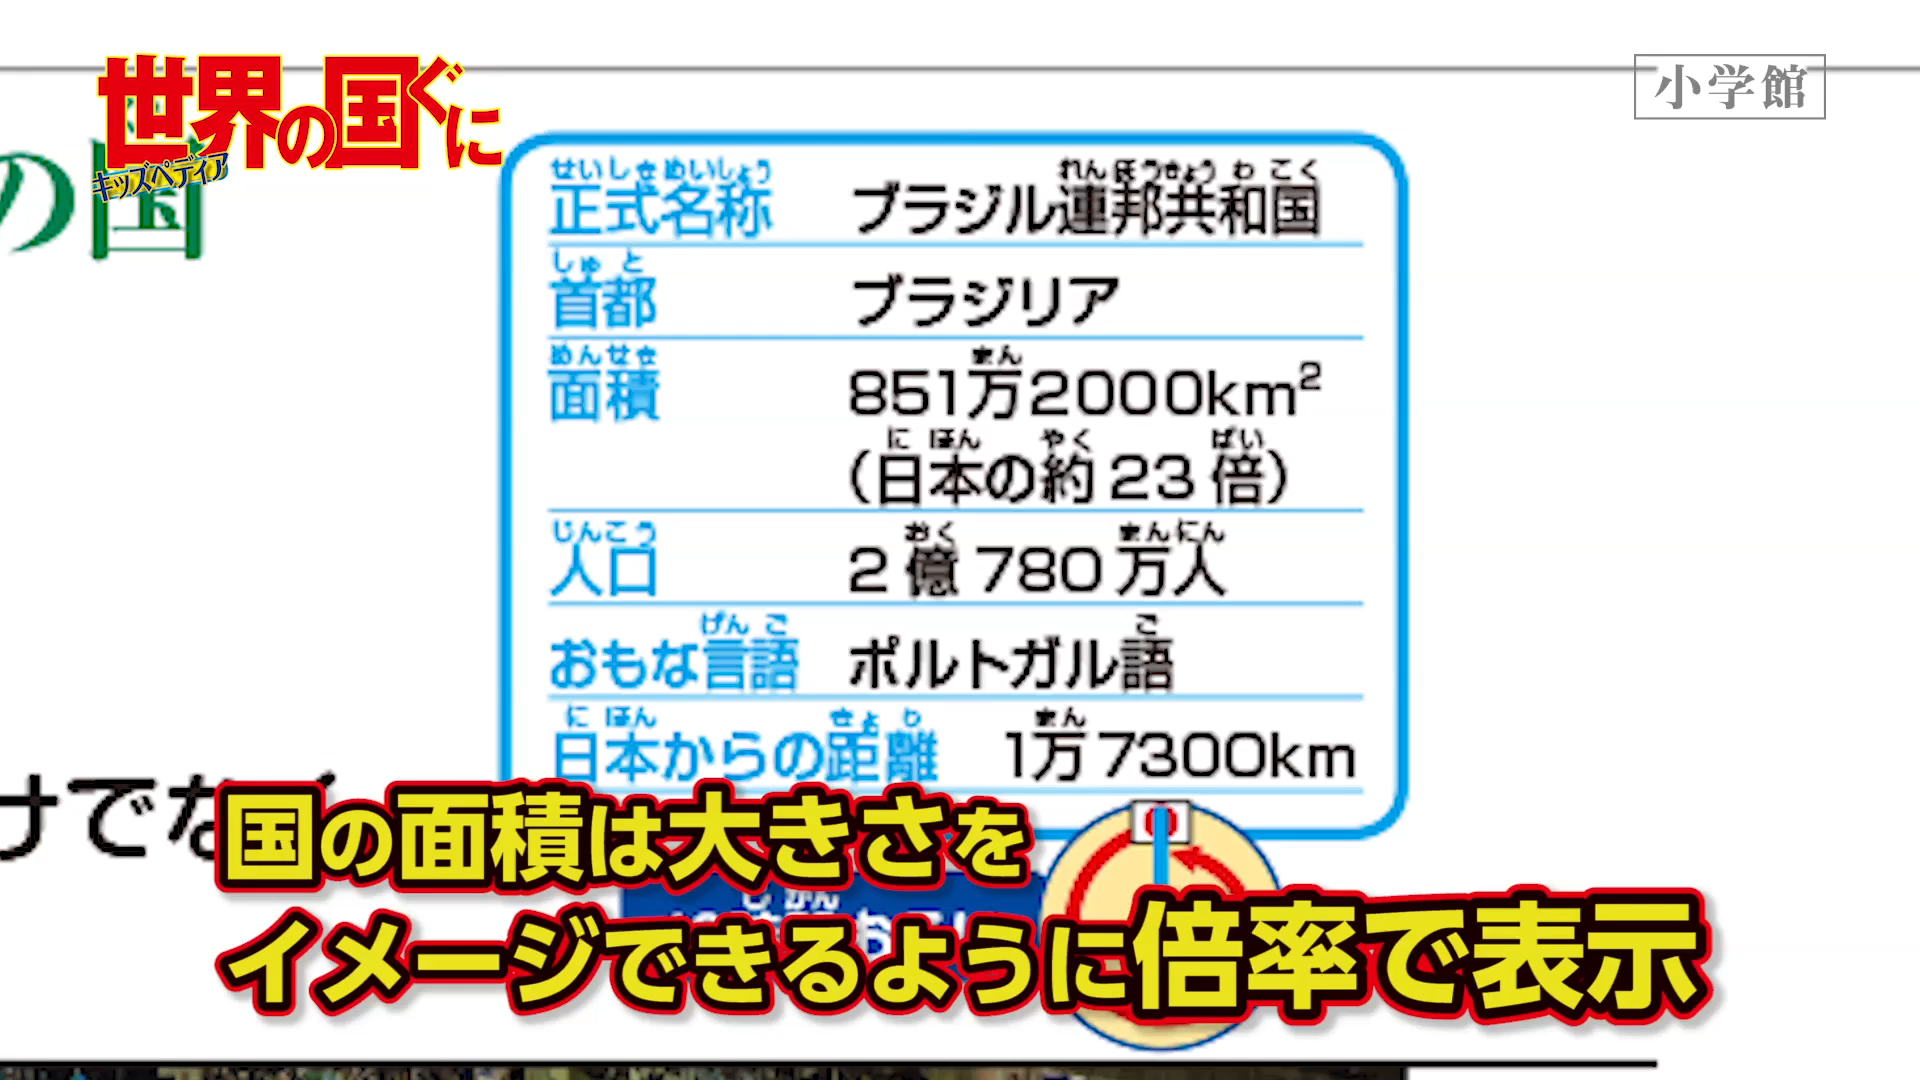 世界の国ぐに
キッズペディア
小学館
の国
せいしきめいしょう れんぽうきょうわこく
正式名称 ブラジル連邦共和国
しゅと
首都 ブラジリア
めんせき まん
面積 851万2000km²
にほん やく ばい
(日本の約23倍)
じんこう おく まんにん
人口 2億780万人
げんご ご
おもな言語 ポルトガル語
にほん きょり まん
日本からの距離 1万7300km
けでな
国の面積は大きさを
じかん
イメージできるように倍率で表示